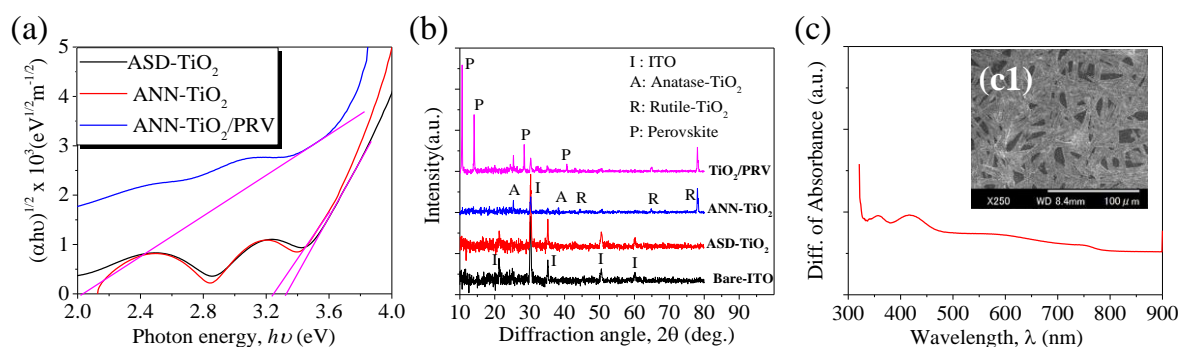 (a)
5
4
3
2
1
0
2.0
2.4
2.8
3.2
3.6
4.0
(αhυ)1/2 x 103(eV1/2m-1/2)
Photon energy, hυ (eV)
ASD-TiO2
ANN-TiO2
ANN-TiO2/PRV
(b)
Intensity(a.u.)
I : ITO
A: Anatase-TiO2
R: Rutile-TiO2
P: Perovskite
P
P
P
P
TiO2/PRV
A
I
A
R
R
R
ANN-TiO2
ASD-TiO2
I
I
I
I
Bare-ITO
10 20 30 40 50 60 70 80 90
Diffraction angle, 2θ (deg.)
(c)
Diff. of Absorbance (a.u.)
(c1)
X250 WD 8.4mm 100μm
300 400 500 600 700 800 900
Wavelength, λ (nm)